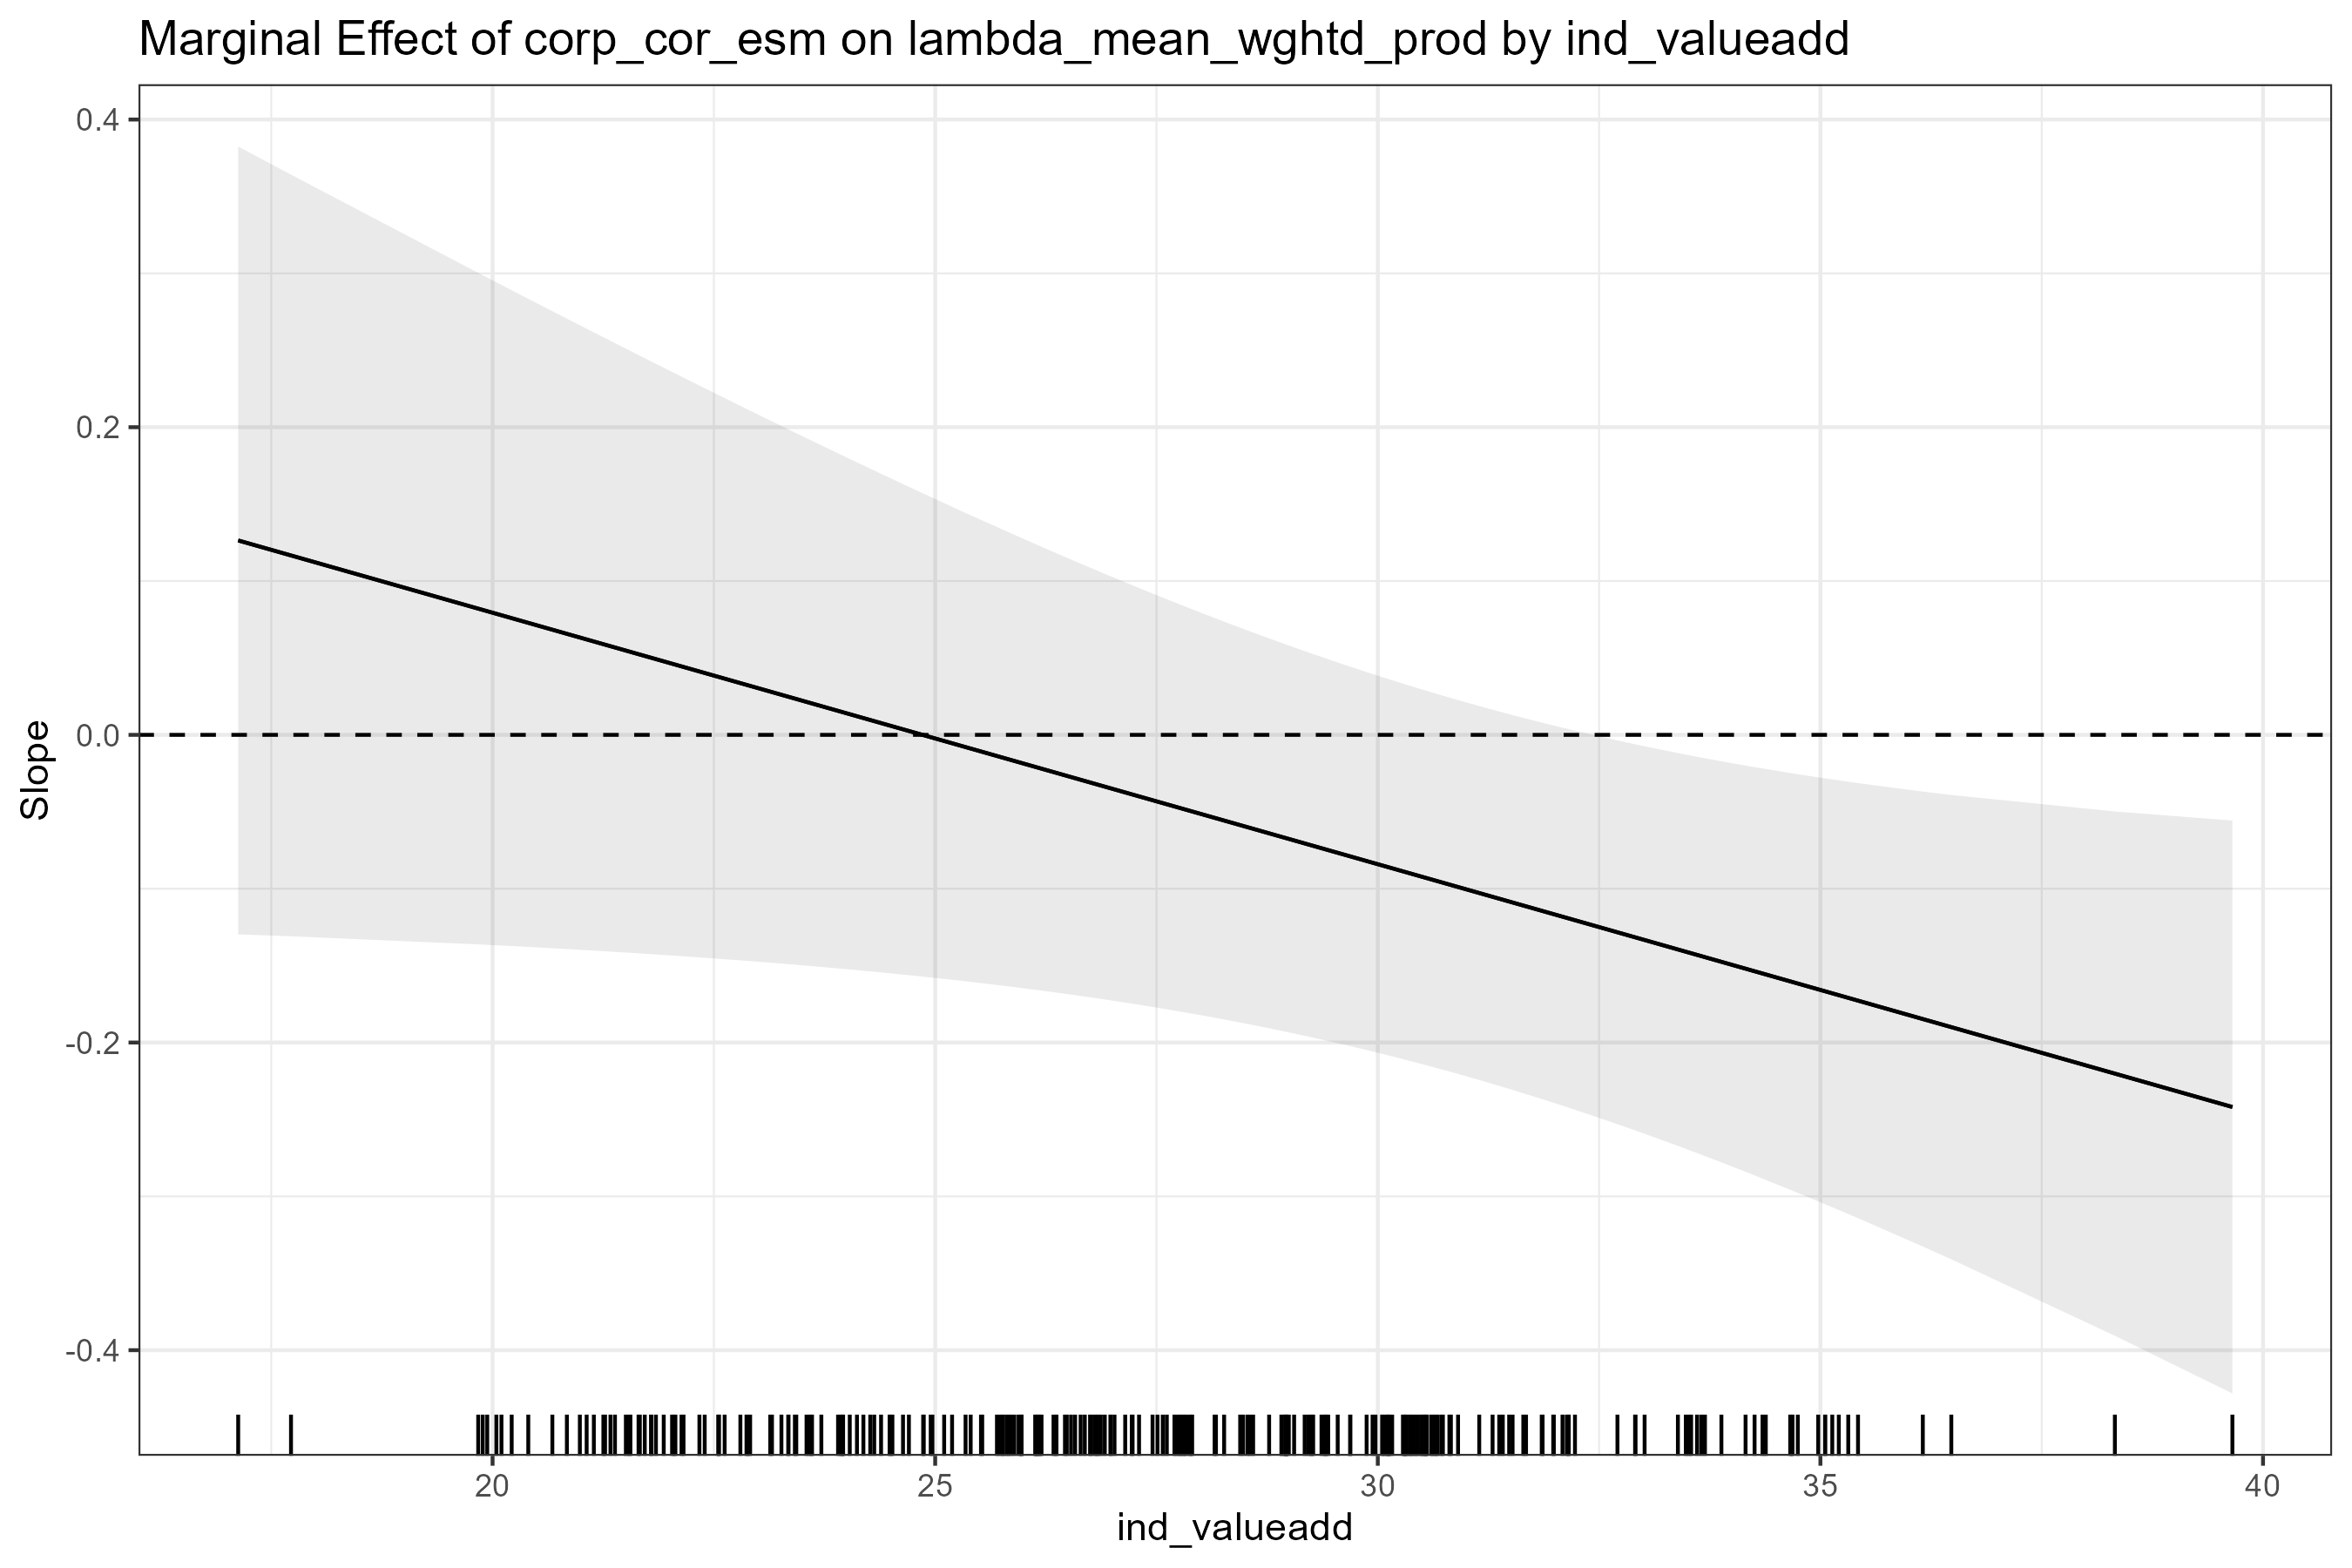 Marginal Effect of corp_cor_esm on lambda_mean_wghtd_prod by ind_valueadd
0.4
0.2
0.0
-0.2
-0.4
Slope
20 25 30 35 40
ind_valueadd